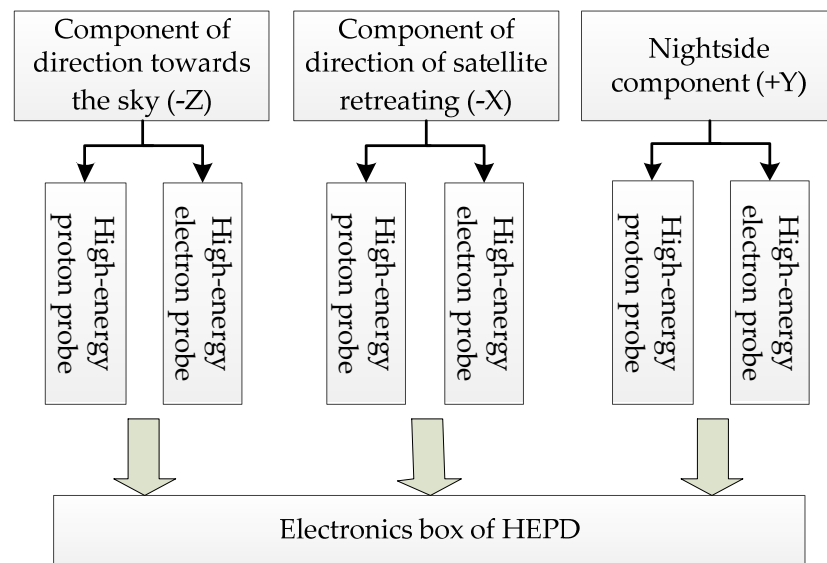 Component of
direction towards
the sky (-Z)
Component of
direction of satellite
retreating (-X)
Nightside
component (+Y)
High-energy
proton probe
High-energy
electron probe
High-energy
proton probe
High-energy
electron probe
High-energy
proton probe
High-energy
electron probe
Electronics box of HEPD